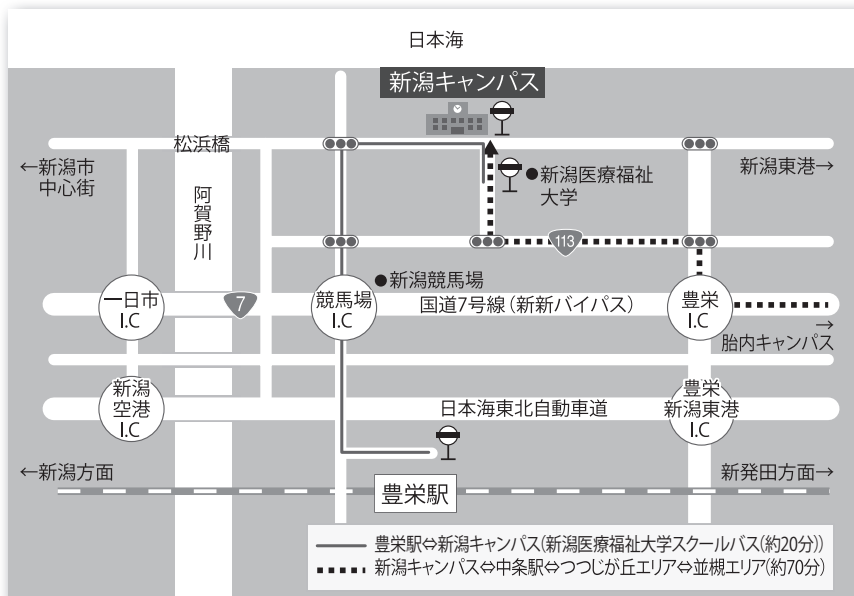 日本海
新潟キャンパス
松浜橋
←新潟市
中心街
新潟東港→
●新潟医療福祉
大学
阿賀野川
113
●新潟競馬場
一日市
I.C
7
競馬場
I.C
国道7号線(新新バイパス)
豊栄
I.C
→
胎内キャンパス
新潟
空港
I.C
日本海東北自動車道
豊栄
新潟東港
I.C
←新潟方面
新発田方面→
豊栄駅
豊栄駅⇔新潟キャンパス(新潟医療福祉大学スクールバス(約20分))
新潟キャンパス⇔中条駅⇔つつじが丘エリア⇔並槻エリア(約70分)